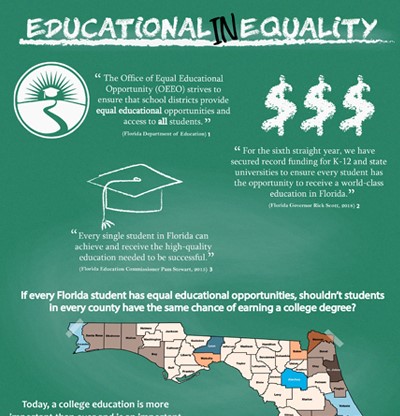 EDUCATIONAL IN EQUALITY
“ The Office of Equal Educational
Opportunity (OEEO) strives to
ensure that school districts provide
equal educational opportunities and
access to all students. ”
(Florida Department of Education) 1
$$$
“ For the sixth straight year, we have
secured record funding for K-12 and state
universities to ensure every student has
the opportunity to receive a world-class
education in Florida. ”
(Florida Governor Rick Scott, 2016) 2
“ Every single student in Florida can
achieve and receive the high-quality
education needed to be successful. ”
(Florida Education Commissioner Pam Stewart, 2015) 3
If every Florida student has equal educational opportunities, shouldn't students
in every county have the same chance of earning a college degree?
Today, a college education is more
important than ever and is an important